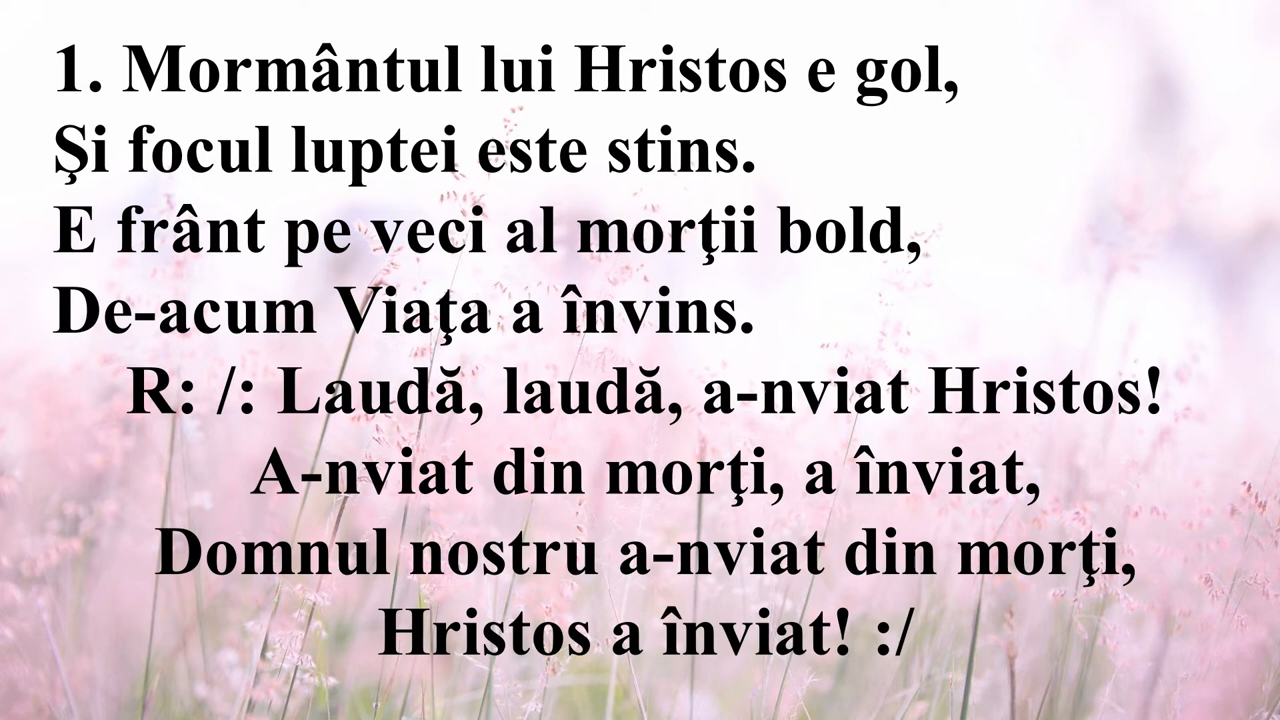 1. Mormântul lui Hristos e gol,
Şi focul luptei este stins.
E frânt pe veci al morţii bold,
De-acum Viaţa a învins.
R: /: Laudă, laudă, a-nviat Hristos!
A-nviat din morţi, a înviat,
Domnul nostru a-nviat din morţi,
Hristos a înviat! :/